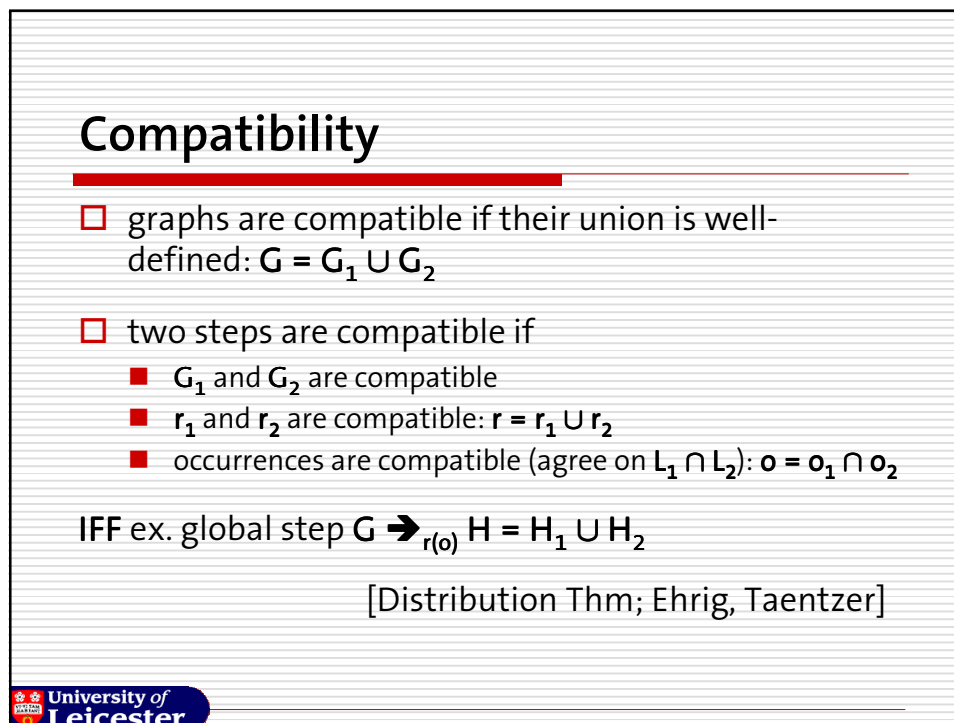 Compatibility
graphs are compatible if their union is well-
defined: G = G₁ ∪ G₂
two steps are compatible if
G₁ and G₂ are compatible
r₁ and r₂ are compatible: r = r₁ ∪ r₂
occurrences are compatible (agree on L₁ ∩ L₂): o = o₁ ∩ o₂
IFF ex. global step G ➔ r(o) H = H₁ ∪ H₂
[Distribution Thm; Ehrig, Taentzer]
University of
Leicester